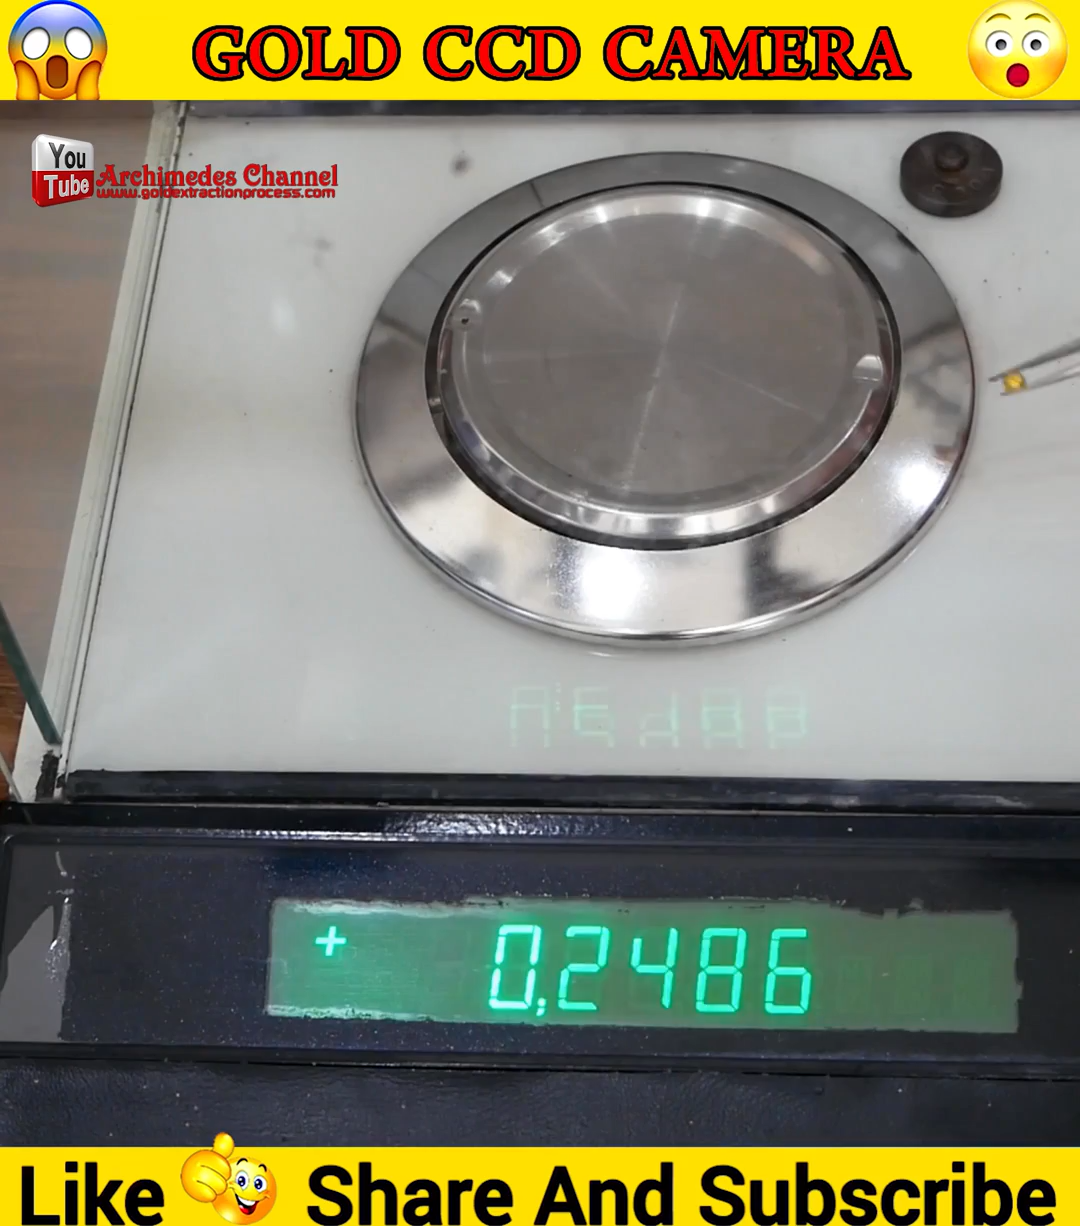 GOLD CCD CAMERA
You
Tube
Archimedes Channel
www.goldextractionprocess.com
+ 0,2486
Like Share And Subscribe